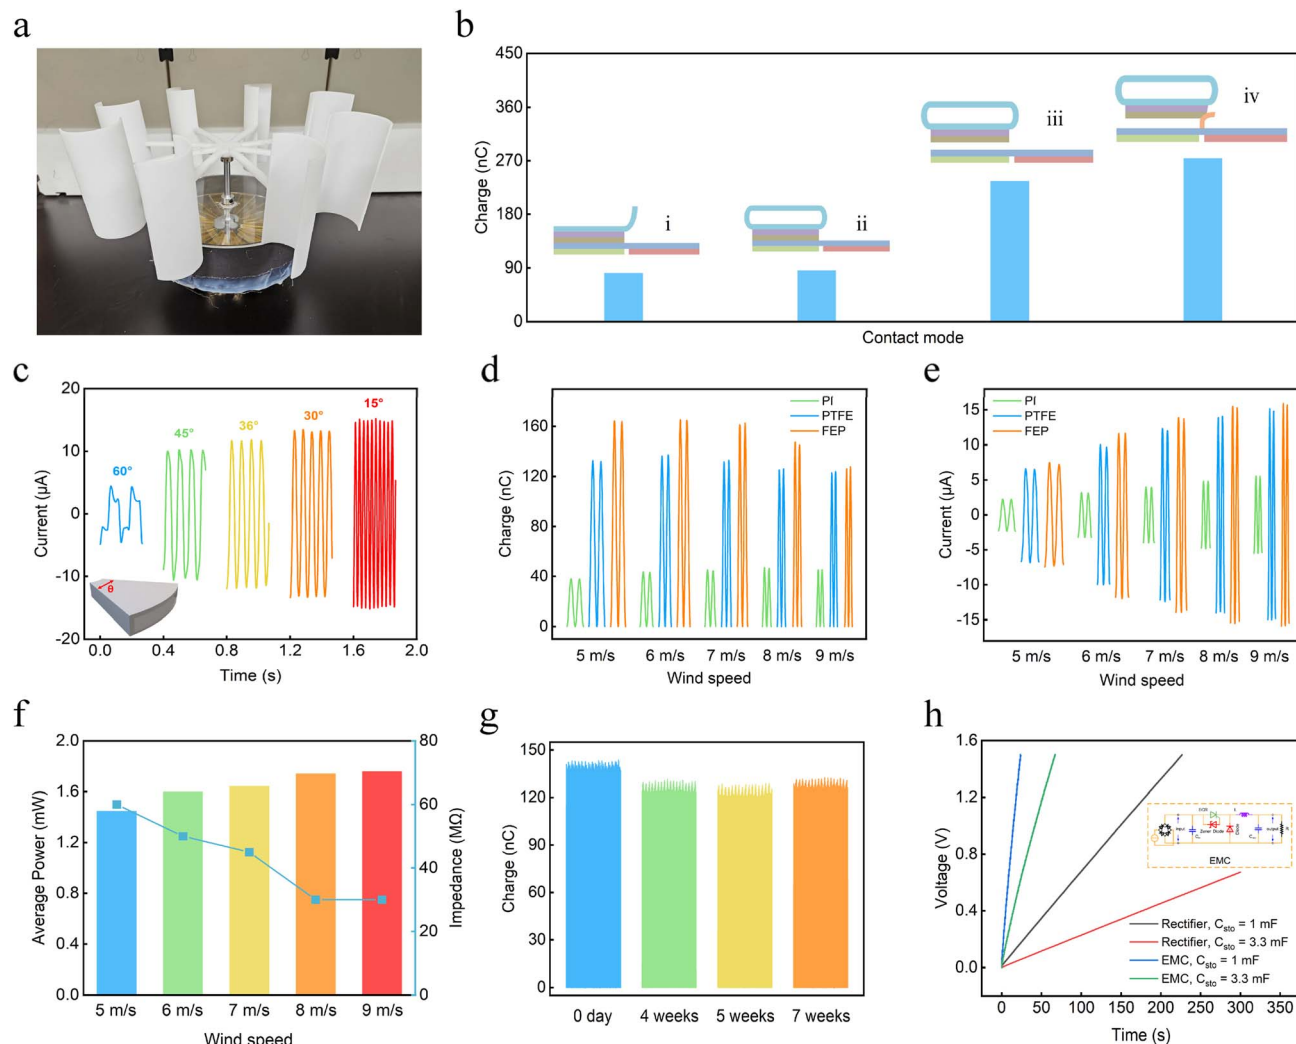 a
b
450
360
270
180
90
0
Charge (nC)
i
ii
iii
iv
Contact mode
c
20
10
0
-10
-20
Current (μA)
60°
45°
36°
30°
15°
θ
0.0 0.4 0.8 1.2 1.6 2.0
Time (s)
d
160
120
80
40
0
Charge (nC)
PI
PTFE
FEP
5 m/s 6 m/s 7 m/s 8 m/s 9 m/s
Wind speed
e
15
10
5
0
-5
-10
-15
Current (μA)
PI
PTFE
FEP
5 m/s 6 m/s 7 m/s 8 m/s 9 m/s
Wind speed
f
2.0
1.6
1.2
0.8
0.4
0.0
Average Power (mW)
80
60
40
20
0
Impedance (MΩ)
5 m/s 6 m/s 7 m/s 8 m/s 9 m/s
Wind speed
g
150
120
90
60
30
0
Charge (nC)
0 day 4 weeks 5 weeks 7 weeks
h
1.6
1.2
0.8
0.4
0.0
Voltage (V)
Input
Zener Diode
Diode
output
EMC
Rectifier, Csto = 1 mF
Rectifier, Csto = 3.3 mF
EMC, Csto = 1 mF
EMC, Csto = 3.3 mF
0 50 100 150 200 250 300 350
Time (s)